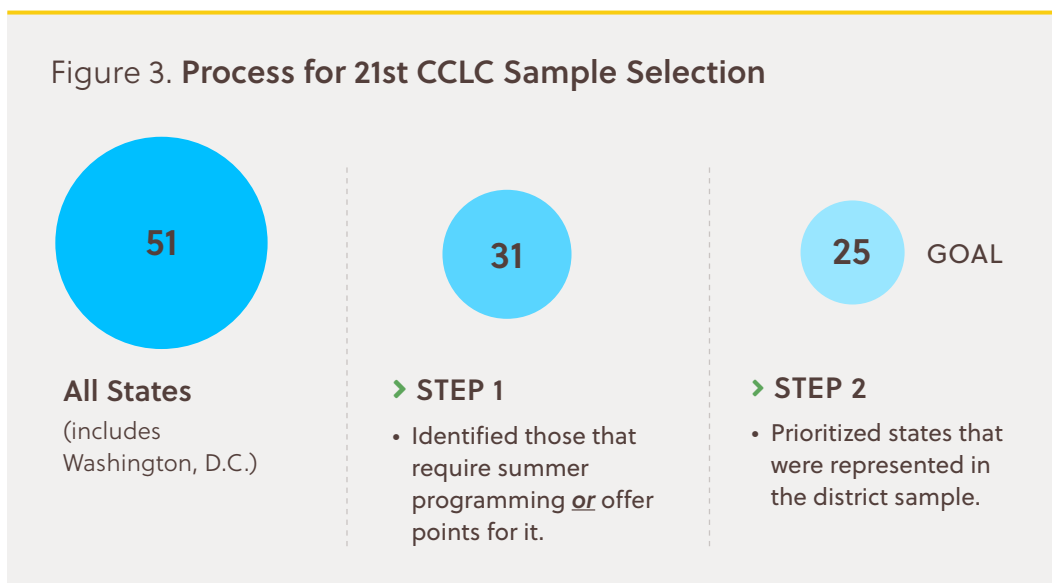 Figure 3. Process for 21st CCLC Sample Selection
51
All States
(includes
Washington, D.C.)
31
STEP 1
• Identified those that
require summer
programming or offer
points for it.
25
GOAL
STEP 2
• Prioritized states that
were represented in
the district sample.